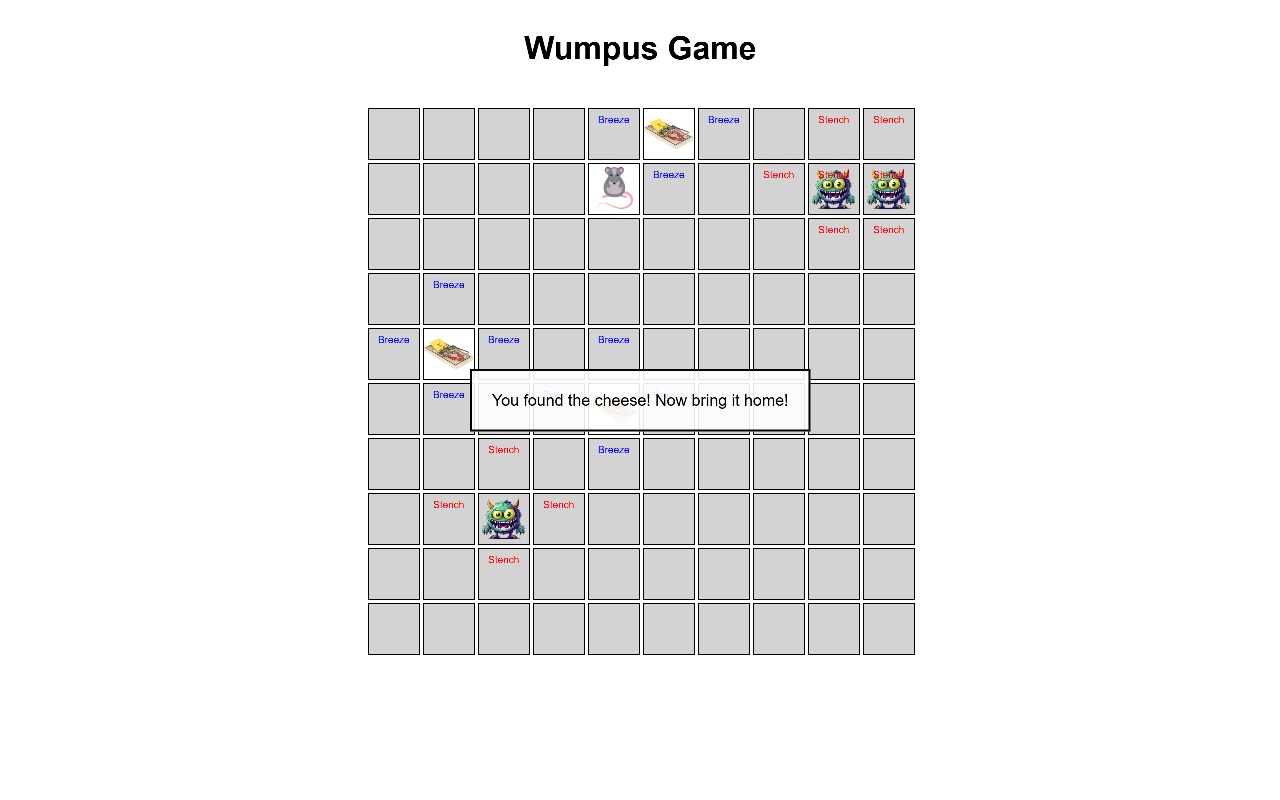 Wumpus Game
Breeze Breeze Stench Stench
Breeze Stench Stench Stench
Stench Stench
Breeze
Breeze Breeze Breeze
Breeze
You found the cheese! Now bring it home!
Stench Breeze
Stench Stench
Stench